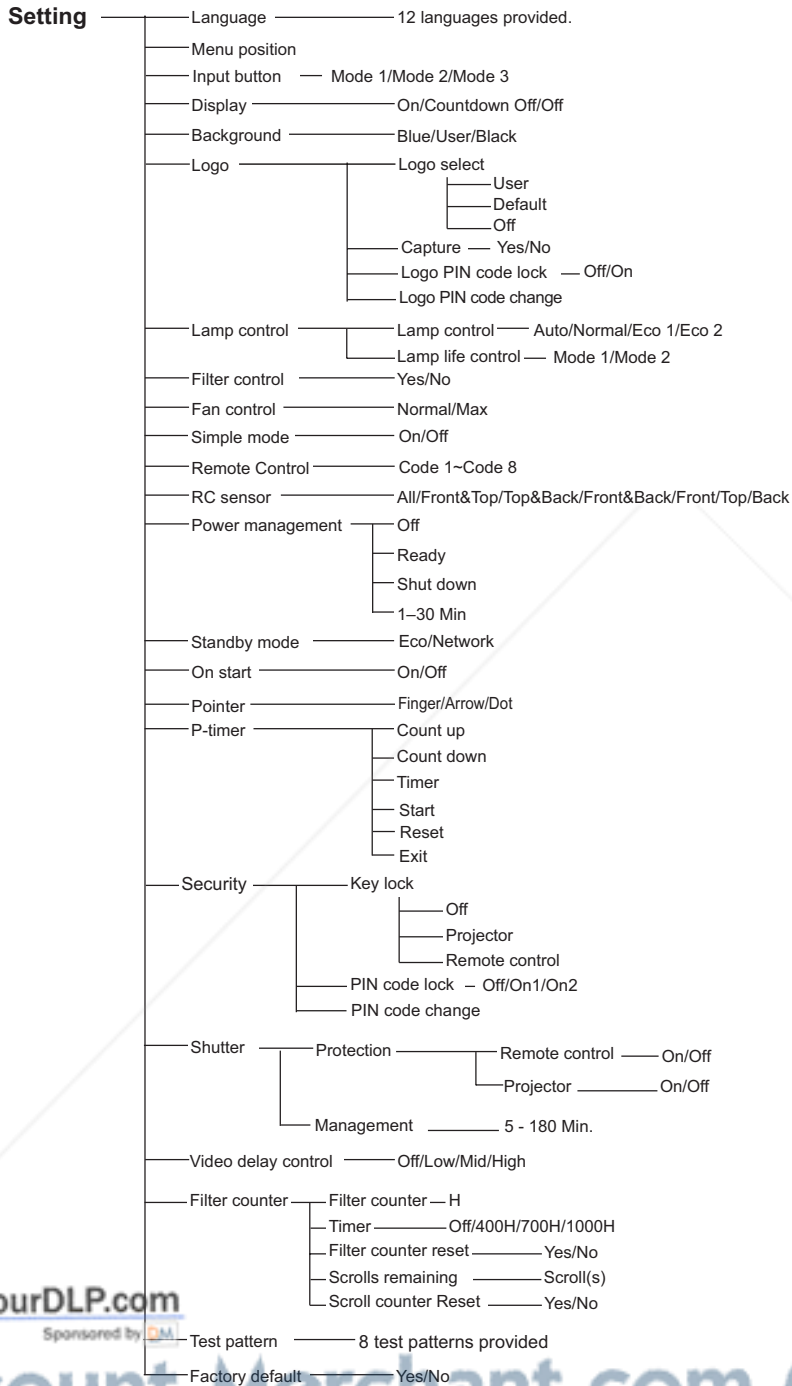 Setting Language 12 languages provided.
Menu position
Input button Mode 1/Mode 2/Mode 3
Display On/Countdown Off/Off
Background Blue/User/Black
Logo Logo select
User
Default
Off
Capture Yes/No
Logo PIN code lock Off/On
Logo PIN code change
Lamp control Lamp control Auto/Normal/Eco 1/Eco 2
Lamp life control Mode 1/Mode 2
Filter control Yes/No
Fan control Normal/Max
Simple mode On/Off
Remote Control Code 1~Code 8
RC sensor All/Front&Top/Top&Back/Front&Back/Front/Top/Back
Power management Off
Ready
Shut down
1–30 Min
Standby mode Eco/Network
On start On/Off
Pointer Finger/Arrow/Dot
P-timer Count up
Count down
Timer
Start
Reset
Exit
Security Key lock
Off
Projector
Remote control
PIN code lock – Off/On1/On2
PIN code change
Shutter Protection Remote control On/Off
Projector On/Off
Management 5 - 180 Min.
Video delay control Off/Low/Mid/High
Filter counter Filter counter H
Timer Off/400H/700H/1000H
Filter counter reset Yes/No
Scrolls remaining Scroll(s)
Scroll counter Reset Yes/No
ourDLP.com
Sponsored by DM
Test pattern 8 test patterns provided
Factory default Yes/No